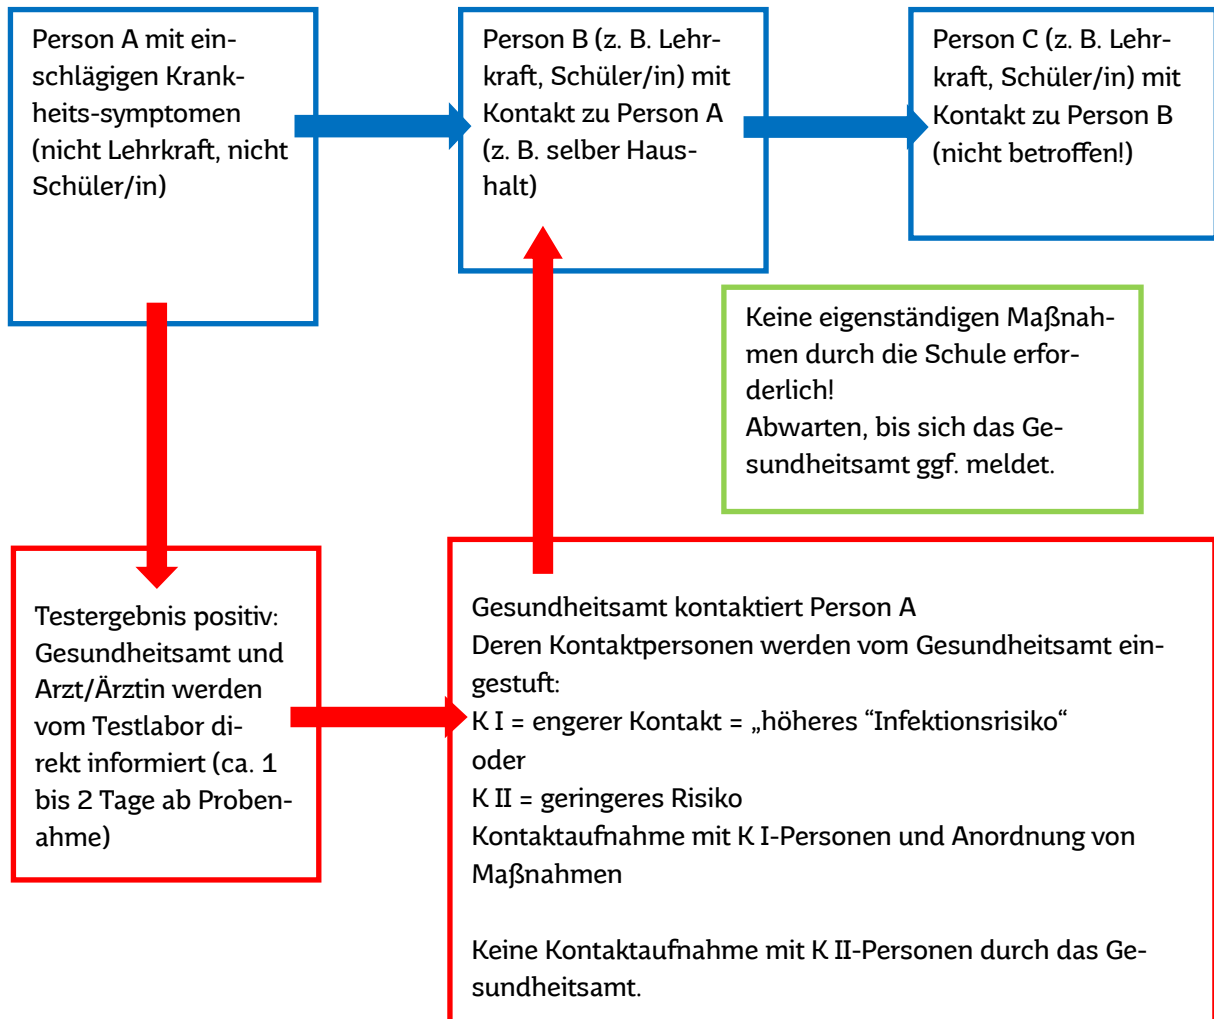 Person A mit ein-
schlägigen Krank-
heits-symptomen
(nicht Lehrkraft, nicht
Schüler/in)
Person B (z. B. Lehr-
kraft, Schüler/in) mit
Kontakt zu Person A
(z. B. selber Haus-
halt)
Person C (z. B. Lehr-
kraft, Schüler/in) mit
Kontakt zu Person B
(nicht betroffen!)
Keine eigenständigen Maßnah-
men durch die Schule erfor-
derlich!
Abwarten, bis sich das Ge-
sundheitsamt ggf. meldet.
Testergebnis positiv:
Gesundheitsamt und
Arzt/Ärztin werden
vom Testlabor di-
rekt informiert (ca. 1
bis 2 Tage ab Proben-
ahme)
Gesundheitsamt kontaktiert Person A
Deren Kontaktpersonen werden vom Gesundheitsamt ein-
gestuft:
K I = engerer Kontakt = „höheres “Infektionsrisiko“
oder
K II = geringeres Risiko
Kontaktaufnahme mit K I-Personen und Anordnung von
Maßnahmen
Keine Kontaktaufnahme mit K II-Personen durch das Ge-
sundheitsamt.